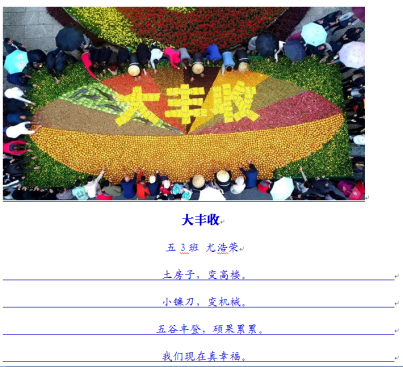 大丰收
大丰收
五3班 尤浩荣
土房子，变高楼。
小镰刀，变机械。
五谷丰登，硕果累累。
我们现在真幸福。